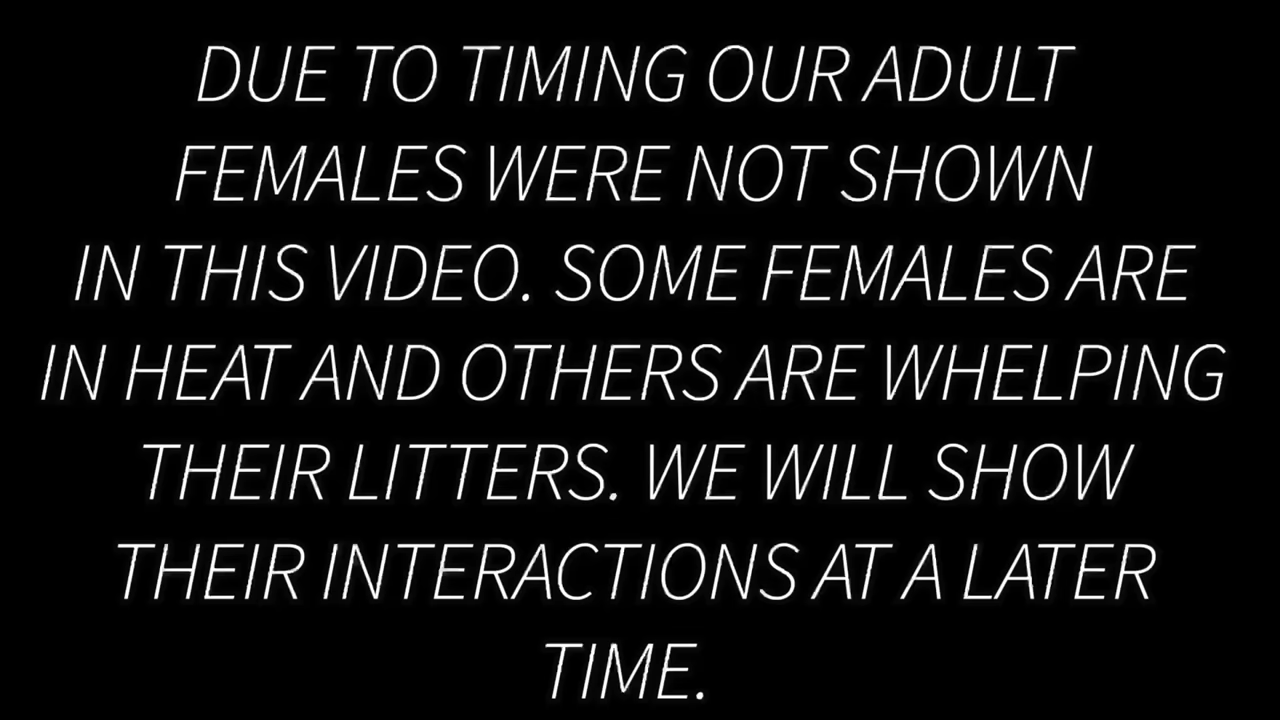 DUE TO TIMING OUR ADULT
FEMALES WERE NOT SHOWN
IN THIS VIDEO. SOME FEMALES ARE
IN HEAT AND OTHERS ARE WHELPING
THEIR LITTERS. WE WILL SHOW
THEIR INTERACTIONS AT A LATER
TIME.